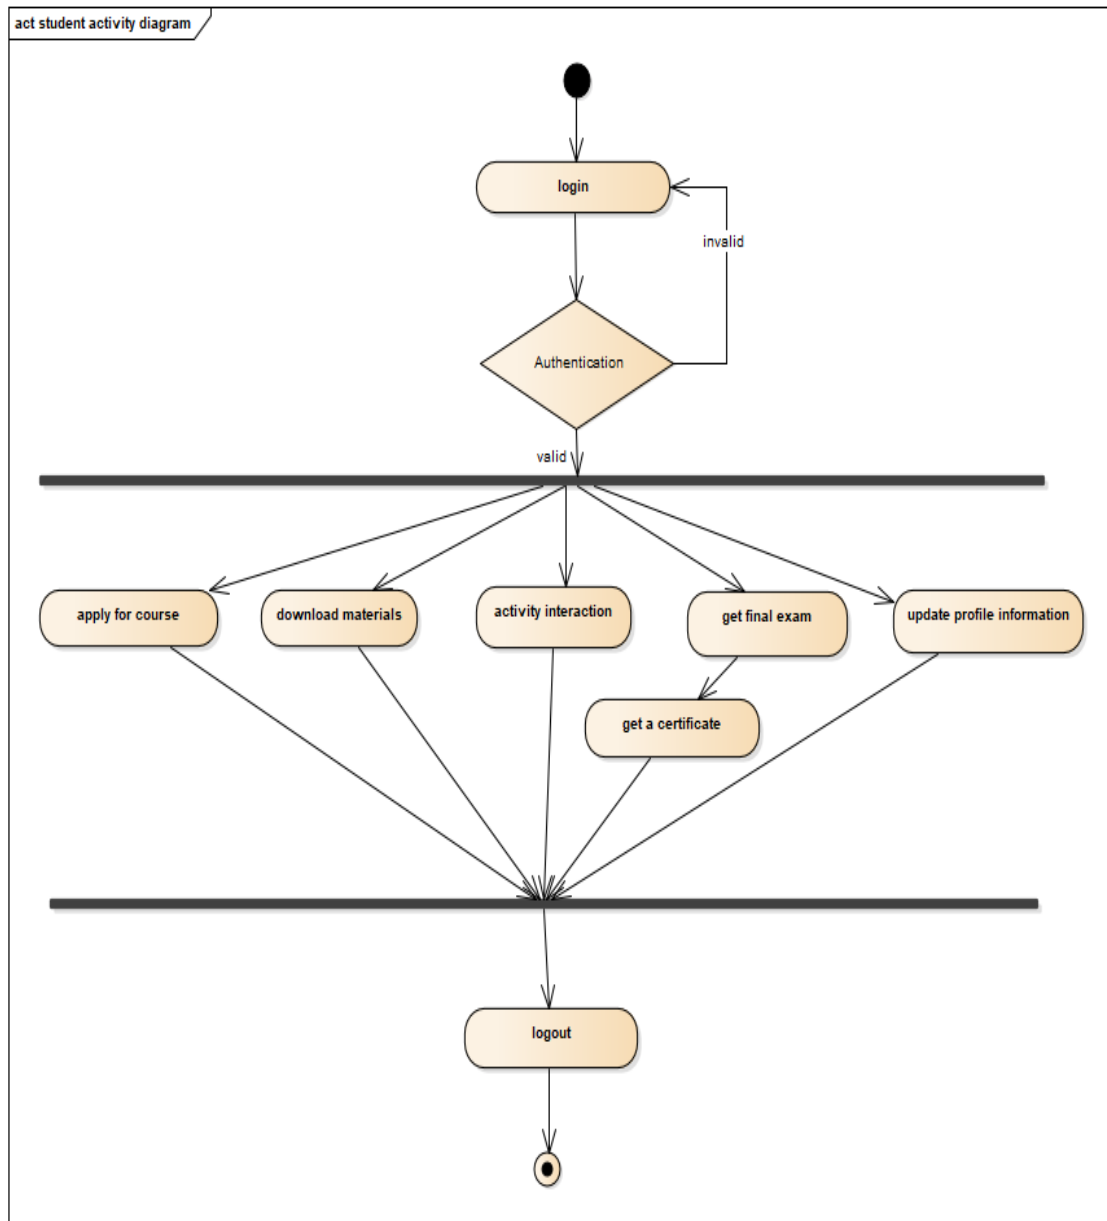 act student activity diagram
login
invalid
Authentication
valid
apply for course
download materials
activity interaction
get final exam
update profile information
get a certificate
logout